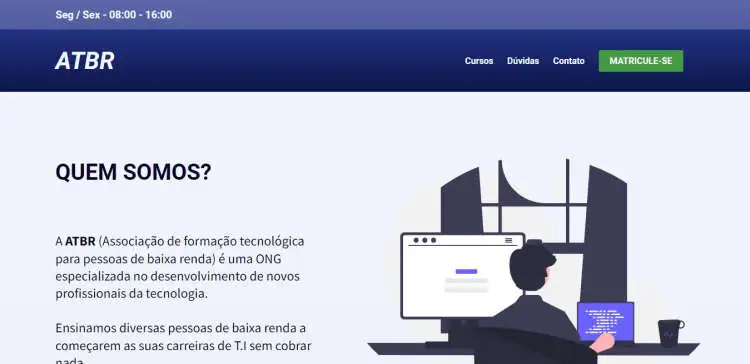 Seg / Sex - 08:00 - 16:00
ATBR
Cursos Dúvidas Contato MATRICULE-SE
QUEM SOMOS?
A ATBR (Associação de formação tecnológica
para pessoas de baixa renda) é uma ONG
especializada no desenvolvimento de novos
profissionais da tecnologia.
Ensinamos diversas pessoas de baixa renda a
começarem as suas carreiras de T.I sem cobrar
nada